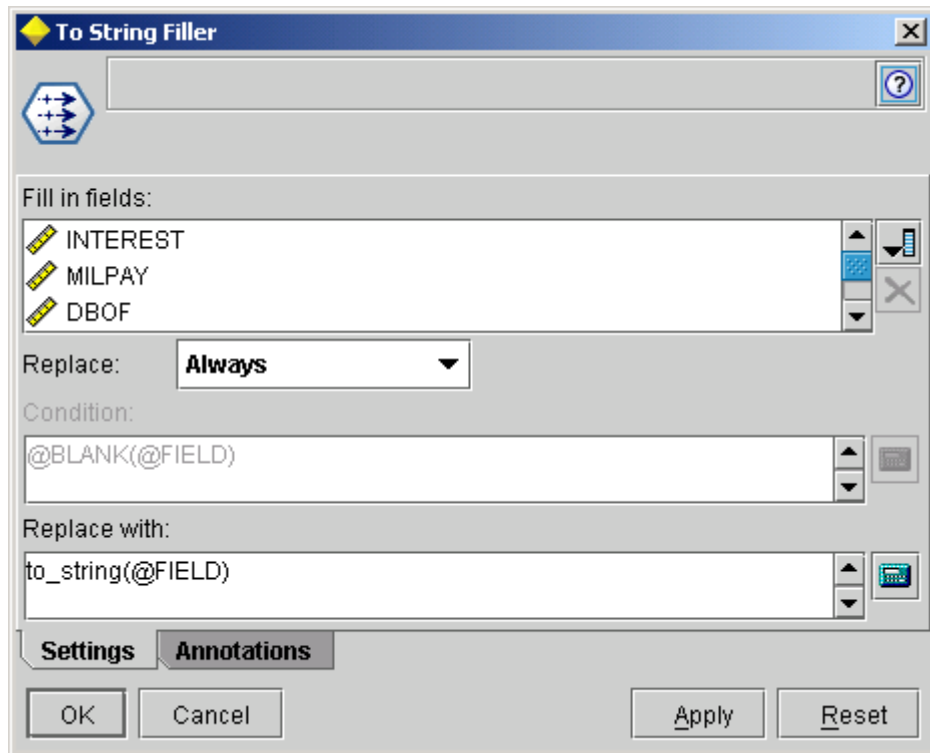 To String Filler
Fill in fields:
INTEREST
MILPAY
DBOF
Replace: Always
Condition:
@BLANK(@FIELD)
Replace with:
to_string(@FIELD)
Settings Annotations
OK Cancel Apply Reset